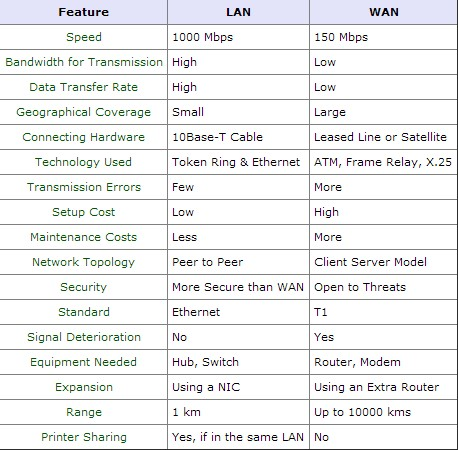 Feature LAN WAN
Speed 1000 Mbps 150 Mbps
Bandwidth for Transmission High Low
Data Transfer Rate High Low
Geographical Coverage Small Large
Connecting Hardware 10Base-T Cable Leased Line or Satellite
Technology Used Token Ring & Ethernet ATM, Frame Relay, X.25
Transmission Errors Few More
Setup Cost Low High
Maintenance Costs Less More
Network Topology Peer to Peer Client Server Model
Security More Secure than WAN Open to Threats
Standard Ethernet T1
Signal Deterioration No Yes
Equipment Needed Hub, Switch Router, Modem
Expansion Using a NIC Using an Extra Router
Range 1 km Up to 10000 kms
Printer Sharing Yes, if in the same LAN No